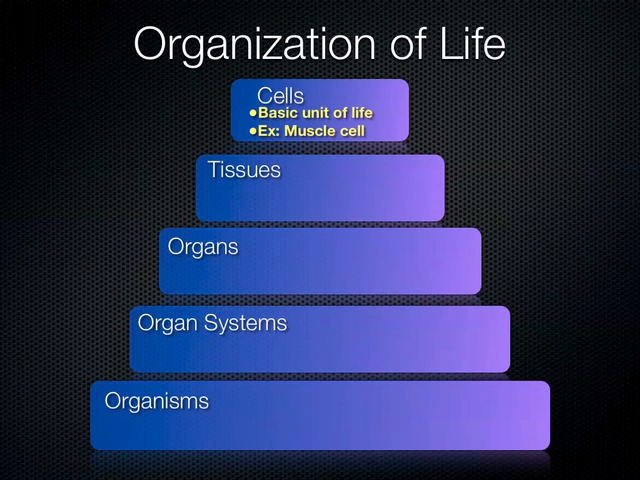 Organization of Life
Cells
•Basic unit of life
•Ex: Muscle cell
Tissues
Organs
Organ Systems
Organisms